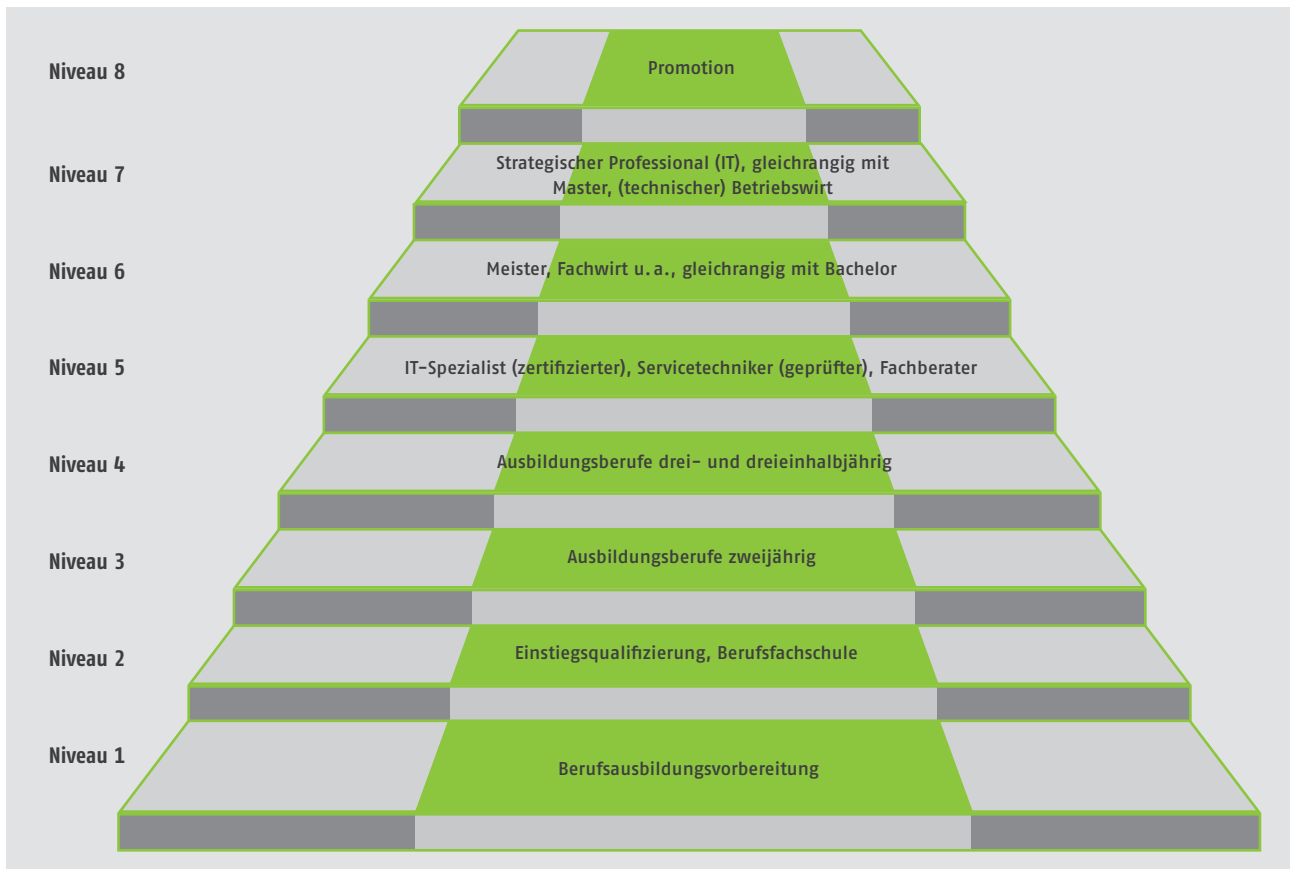 Niveau 8
Promotion
Niveau 7
Strategischer Professional (IT), gleichrangig mit
Master, (technischer) Betriebswirt
Niveau 6
Meister, Fachwirt u. a., gleichrangig mit Bachelor
Niveau 5
IT-Spezialist (zertifizierter), Servicetechniker (geprüfter), Fachberater
Niveau 4
Ausbildungsberufe drei- und dreieinhalbjährig
Niveau 3
Ausbildungsberufe zweijährig
Niveau 2
Einstiegsqualifizierung, Berufsfachschule
Niveau 1
Berufsausbildungsvorbereitung